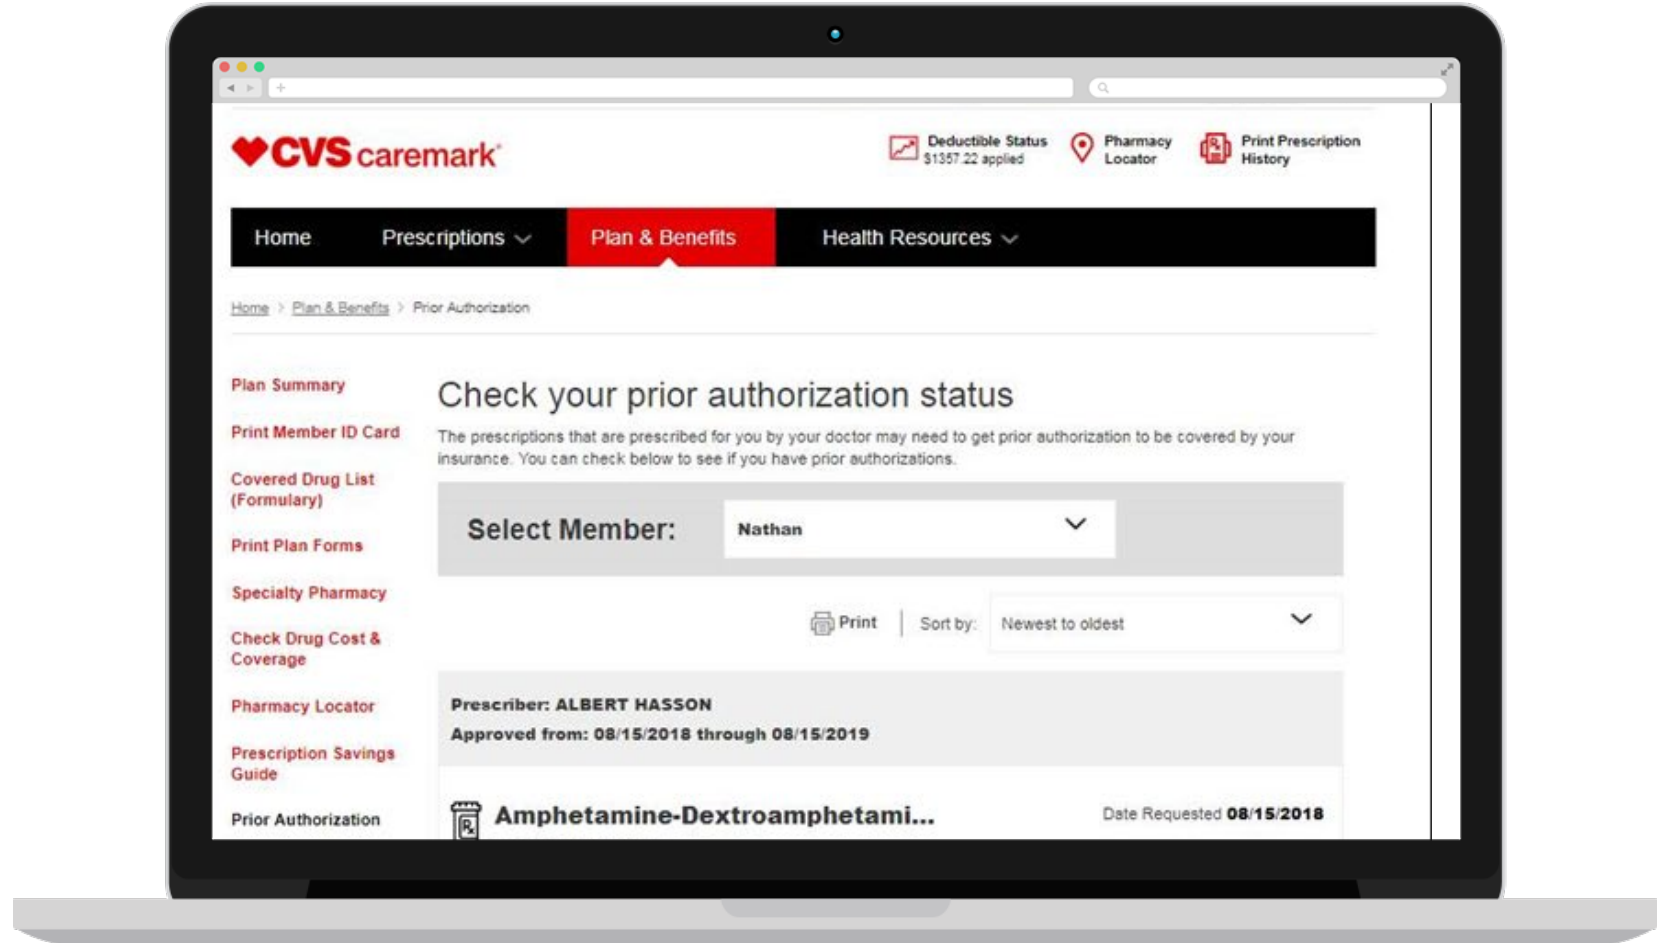 CVS caremark
Deductible Status
$1357.22 applied
Pharmacy
Locator
Print Prescription
History
Home
Prescriptions
Plan & Benefits
Health Resources
Home > Plan & Benefits > Prior Authorization
Plan Summary
Print Member ID Card
Covered Drug List
(Formulary)
Print Plan Forms
Specialty Pharmacy
Check Drug Cost &
Coverage
Pharmacy Locator
Prescription Savings
Guide
Prior Authorization
Check your prior authorization status
The prescriptions that are prescribed for you by your doctor may need to get prior authorization to be covered by your
insurance. You can check below to see if you have prior authorizations.
Select Member: Nathan
Print | Sort by: Newest to oldest
Prescriber: ALBERT HASSON
Approved from: 08/15/2018 through 08/15/2019
Amphetamine-Dextroamphetami... Date Requested 08/15/2018